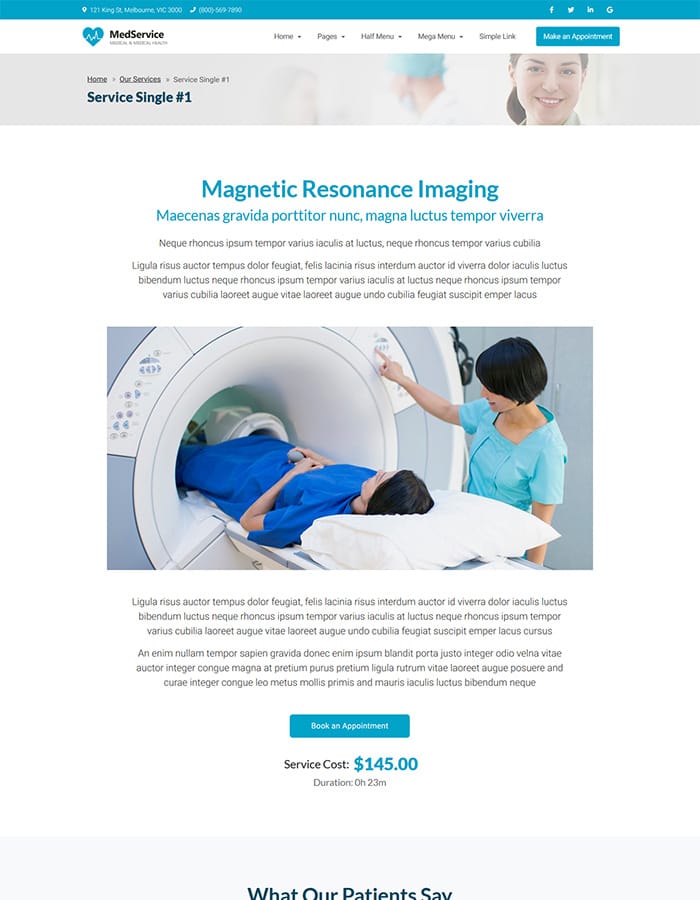 121 King St, Melbourne, VIC 3000 (800)-569-7890
MedService
MEDICAL & MEDICAL HEALTH
Home Pages Half Menu Mega Menu Simple Link Make an Appointment
Home » Our Services » Service Single #1
Service Single #1
Magnetic Resonance Imaging
Maecenas gravida porttitor nunc, magna luctus tempor viverra
Neque rhoncus ipsum tempor varius iaculis at luctus, neque rhoncus tempor varius cubilia
Ligula risus auctor tempus dolor feugiat, felis lacinia risus interdum auctor id viverra dolor iaculis luctus
bibendum luctus neque rhoncus ipsum tempor varius iaculis at luctus neque rhoncus ipsum tempor
varius cubilia laoreet augue vitae laoreet augue undo cubilia feugiat suscipit emper lacus
Ligula risus auctor tempus dolor feugiat, felis lacinia risus interdum auctor id viverra dolor iaculis luctus
bibendum luctus neque rhoncus ipsum tempor varius iaculis at luctus neque rhoncus ipsum tempor
varius cubilia laoreet augue vitae laoreet augue undo cubilia feugiat suscipit emper lacus cursus
An enim nullam tempor sapien gravida donec enim ipsum blandit porta justo integer odio velna vitae
auctor integer congue magna at pretium purus pretium ligula rutrum vitae laoreet augue posuere and
curae integer congue leo metus mollis primis and mauris iaculis luctus bibendum neque
Book an Appointment
Service Cost: $145.00
Duration: 0h 23m
What Our Patients Say